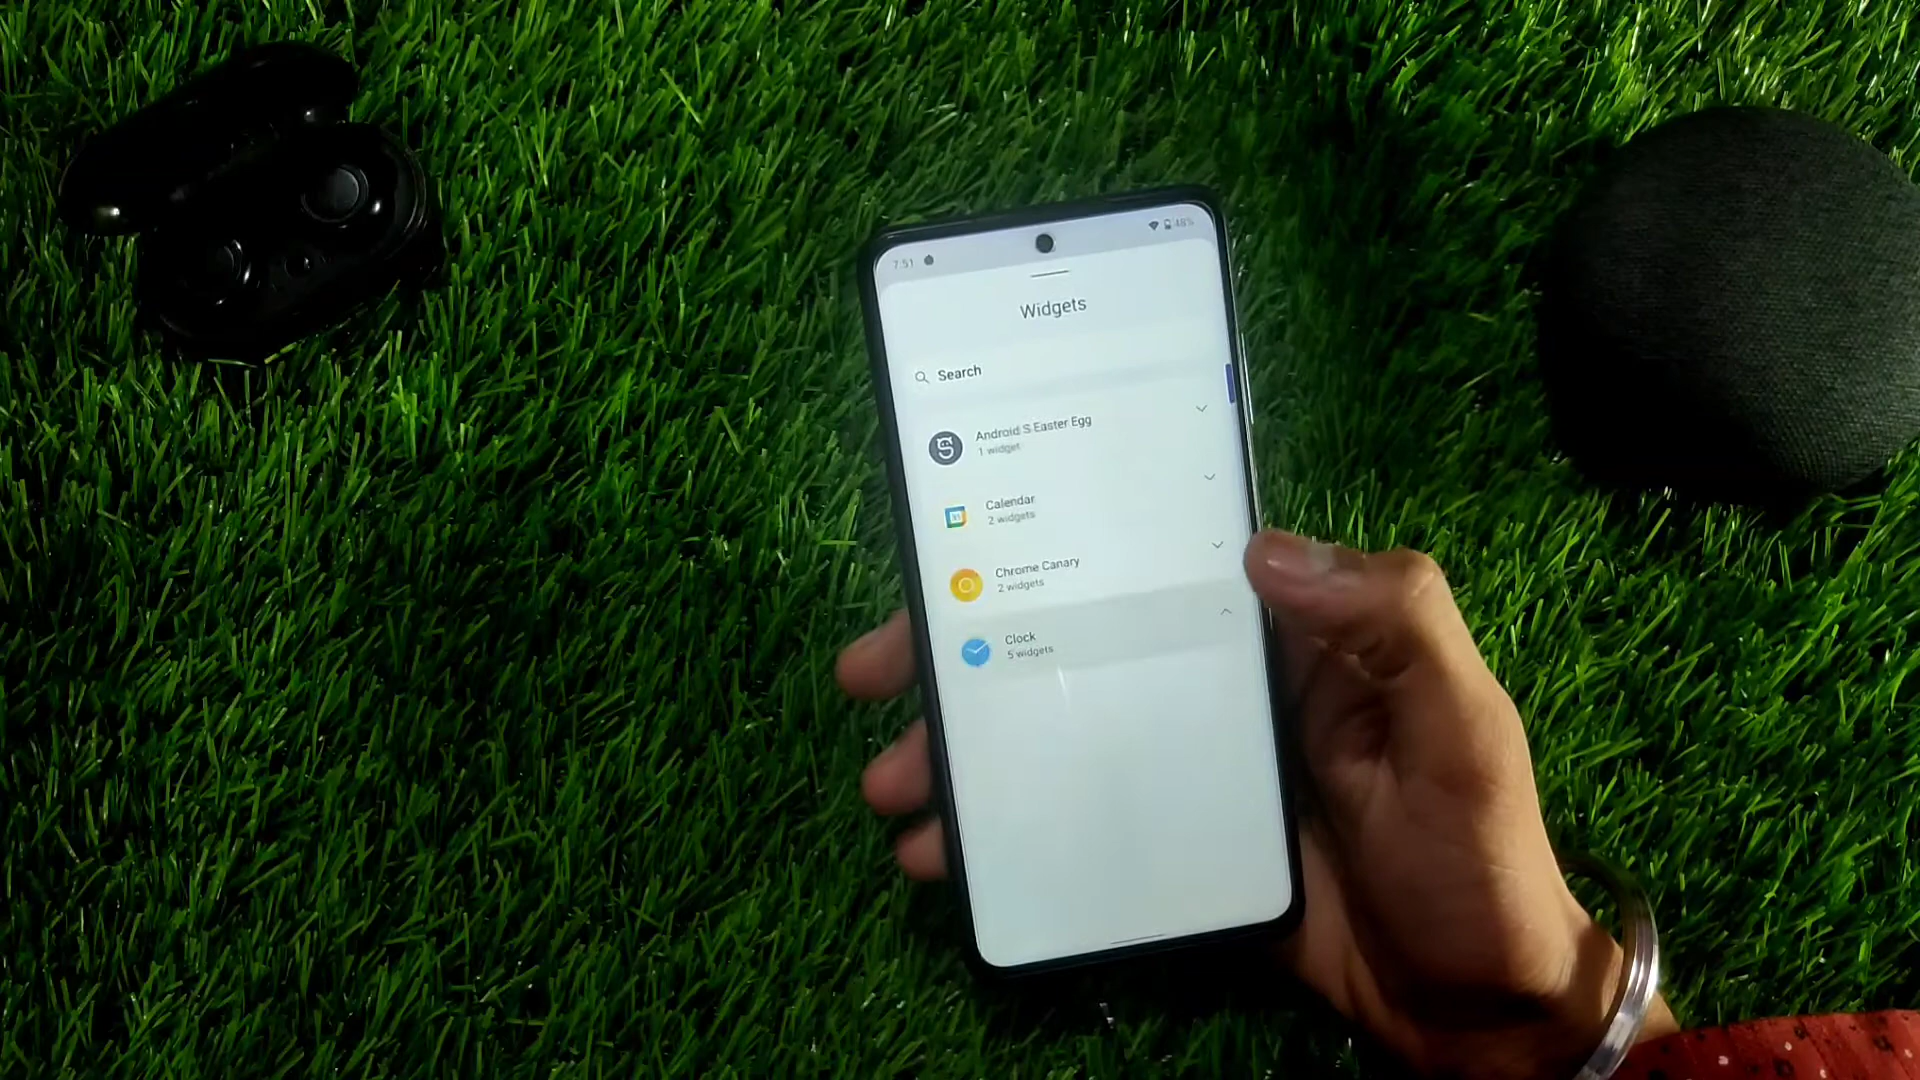 7:51
48%
Widgets
Search
Android S Easter Egg
1 widget
Calendar
2 widgets
Chrome Canary
2 widgets
Clock
5 widgets